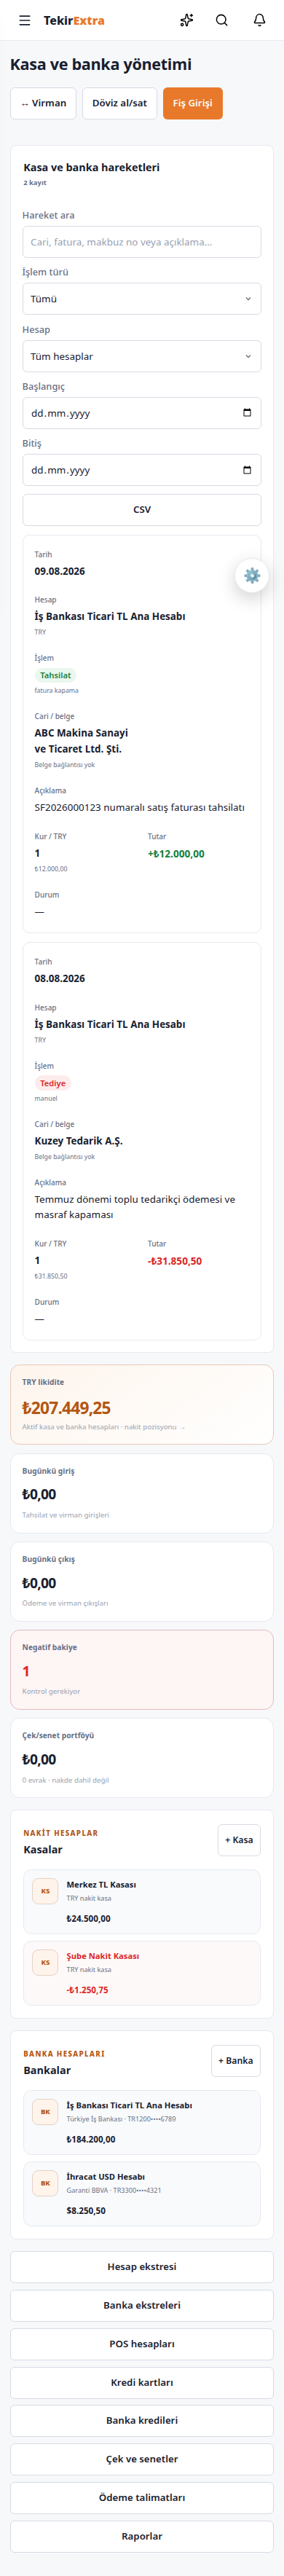 TekirExtra
Kasa ve banka yönetimi
↔ Virman
Döviz al/sat
Fiş Girişi
Kasa ve banka hareketleri
2 kayıt
Hareket ara
Cari, fatura, makbuz no veya açıklama...
İşlem türü
Tümü
Hesap
Tüm hesaplar
Başlangıç
dd.mm.yyyy
Bitiş
dd.mm.yyyy
CSV
Tarih
09.08.2026
Hesap
İş Bankası Ticari TL Ana Hesabı
TRY
İşlem
Tahsilat
fatura kapama
Cari / belge
ABC Makina Sanayi
ve Ticaret Ltd. Şti.
Belge bağlantısı yok
Açıklama
SF2026000123 numaralı satış faturası tahsilatı
Kur / TRY
Tutar
1
+₺12.000,00
₺12.000,00
Durum
—
Tarih
08.08.2026
Hesap
İş Bankası Ticari TL Ana Hesabı
TRY
İşlem
Tediye
manuel
Cari / belge
Kuzey Tedarik A.Ş.
Belge bağlantısı yok
Açıklama
Temmuz dönemi toplu tedarikçi ödemesi ve
masraf kapaması
Kur / TRY
Tutar
1
-₺31.850,50
₺31.850,50
Durum
—
TRY likidite
₺207.449,25
Aktif kasa ve banka hesapları · nakit pozisyonu →
Bugünkü giriş
₺0,00
Tahsilat ve virman girişleri
Bugünkü çıkış
₺0,00
Ödeme ve virman çıkışları
Negatif bakiye
1
Kontrol gerekiyor
Çek/senet portföyü
₺0,00
0 evrak · nakde dahil değil
NAKİT HESAPLAR
Kasalar
+ Kasa
KS
Merkez TL Kasası
TRY nakit kasa
₺24.500,00
KS
Şube Nakit Kasası
TRY nakit kasa
-₺1.250,75
BANKA HESAPLARI
Bankalar
+ Banka
BK
İş Bankası Ticari TL Ana Hesabı
Türkiye İş Bankası · TR1200••••6789
₺184.200,00
BK
İhracat USD Hesabı
Garanti BBVA · TR3300••••4321
$8.250,50
Hesap ekstresi
Banka ekstreleri
POS hesapları
Kredi kartları
Banka kredileri
Çek ve senetler
Ödeme talimatları
Raporlar